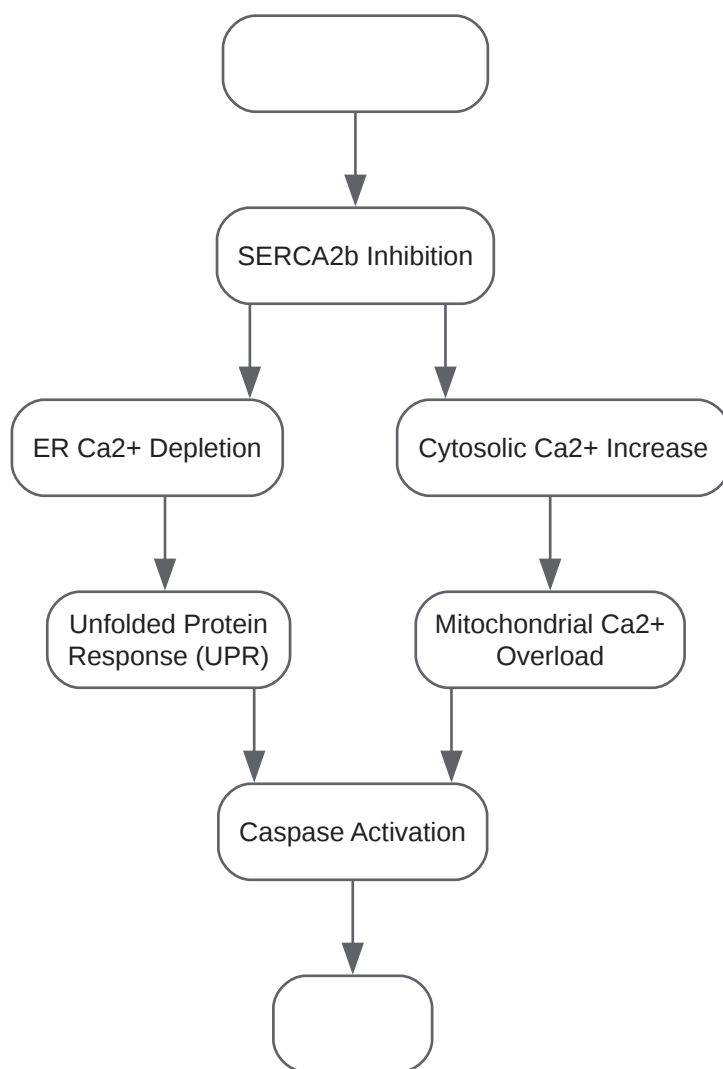 SERCA2b Inhibition
ER Ca2+ Depletion
Cytosolic Ca2+ Increase
Unfolded Protein
Response (UPR)
Mitochondrial Ca2+
Overload
Caspase Activation